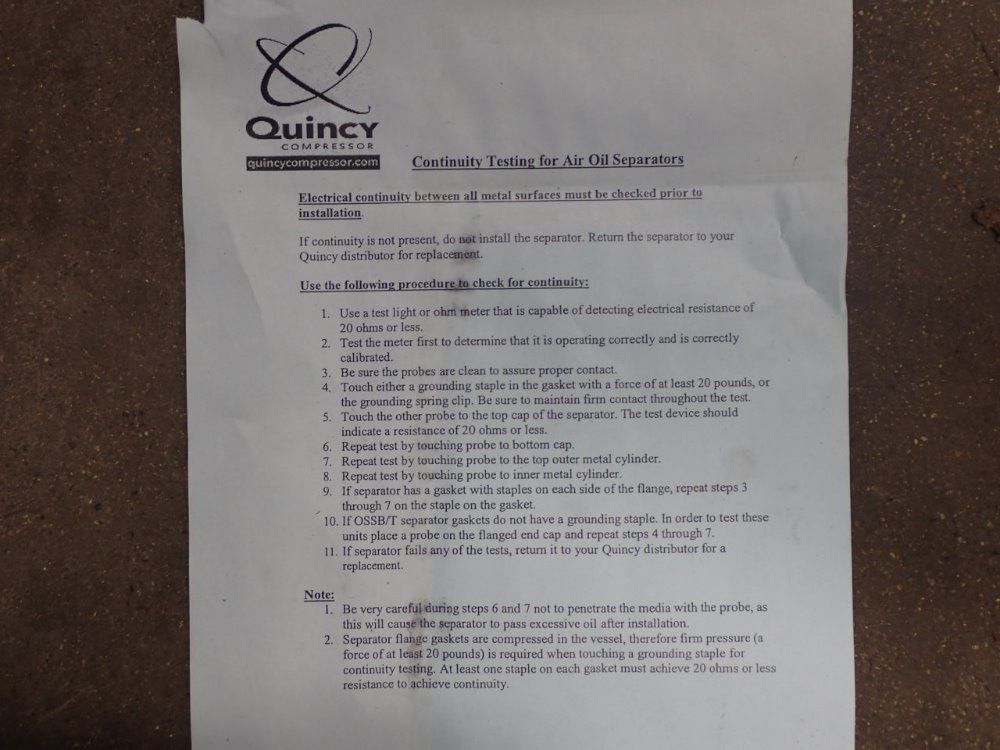 Quincy
COMPRESSOR
quincycompressor.com
Continuity Testing for Air Oil Separators
Electrical continuity between all metal surfaces must be checked prior to
installation.
If continuity is not present, do not install the separator. Return the separator to your
Quincy distributor for replacement.
Use the following procedure to check for continuity:
1. Use a test light or ohm meter that is capable of detecting electrical resistance of
20 ohms or less.
2. Test the meter first to determine that it is operating correctly and is correctly
calibrated.
3. Be sure the probes are clean to assure proper contact.
4. Touch either a grounding staple in the gasket with a force of at least 20 pounds, or
the grounding spring clip. Be sure to maintain firm contact throughout the test.
5. Touch the other probe to the top cap of the separator. The test device should
indicate a resistance of 20 ohms or less.
6. Repeat test by touching probe to bottom cap.
7. Repeat test by touching probe to the top outer metal cylinder.
8. Repeat test by touching probe to inner metal cylinder.
9. If separator has a gasket with staples on each side of the flange, repeat steps 3
through 7 on the staple on the gasket.
10. If OSSB/T separator gaskets do not have a grounding staple. In order to test these
units place a probe on the flanged end cap and repeat steps 4 through 7.
11. If separator fails any of the tests, return it to your Quincy distributor for a
replacement.
Note:
1. Be very careful during steps 6 and 7 not to penetrate the media with the probe, as
this will cause the separator to pass excessive oil after installation.
2. Separator flange gaskets are compressed in the vessel, therefore firm pressure (a
force of at least 20 pounds) is required when touching a grounding staple for
continuity testing. At least one staple on each gasket must achieve 20 ohms or less
resistance to achieve continuity.